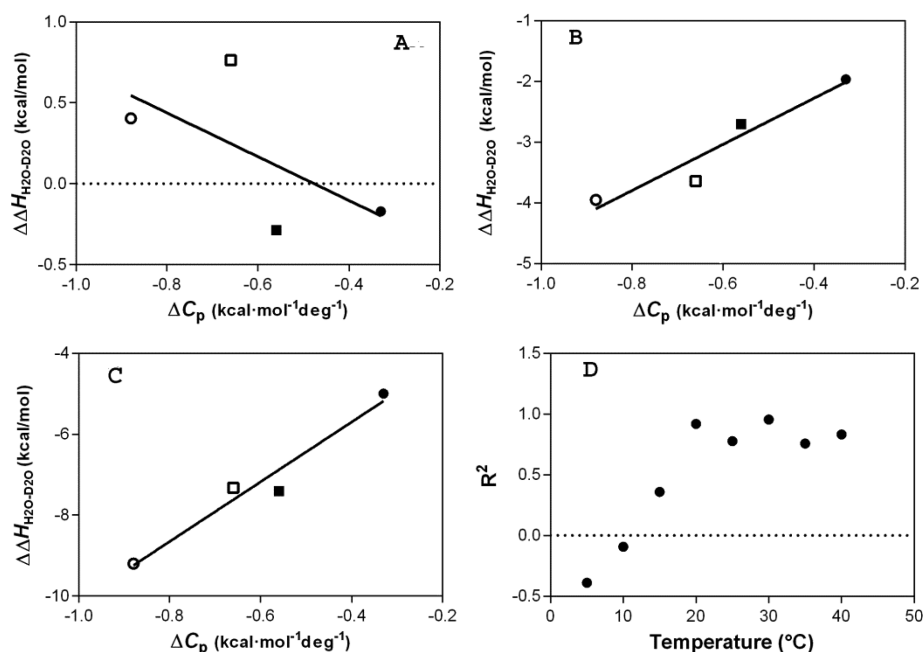 A
1.0
0.5
0.0
-0.5
-1.0 -0.8 -0.6 -0.4 -0.2
ΔΔH_H2O-D2O (kcal/mol)
ΔC_p (kcal·mol⁻¹deg⁻¹)
B
-1
-2
-3
-4
-5
-1.0 -0.8 -0.6 -0.4 -0.2
ΔΔH_H2O-D2O (kcal/mol)
ΔC_p (kcal·mol⁻¹deg⁻¹)
C
-4
-6
-8
-10
-1.0 -0.8 -0.6 -0.4 -0.2
ΔΔH_H2O-D2O (kcal/mol)
ΔC_p (kcal·mol⁻¹deg⁻¹)
D
1.5
1.0
0.5
0.0
-0.5
0 10 20 30 40 50
R²
Temperature (°C)